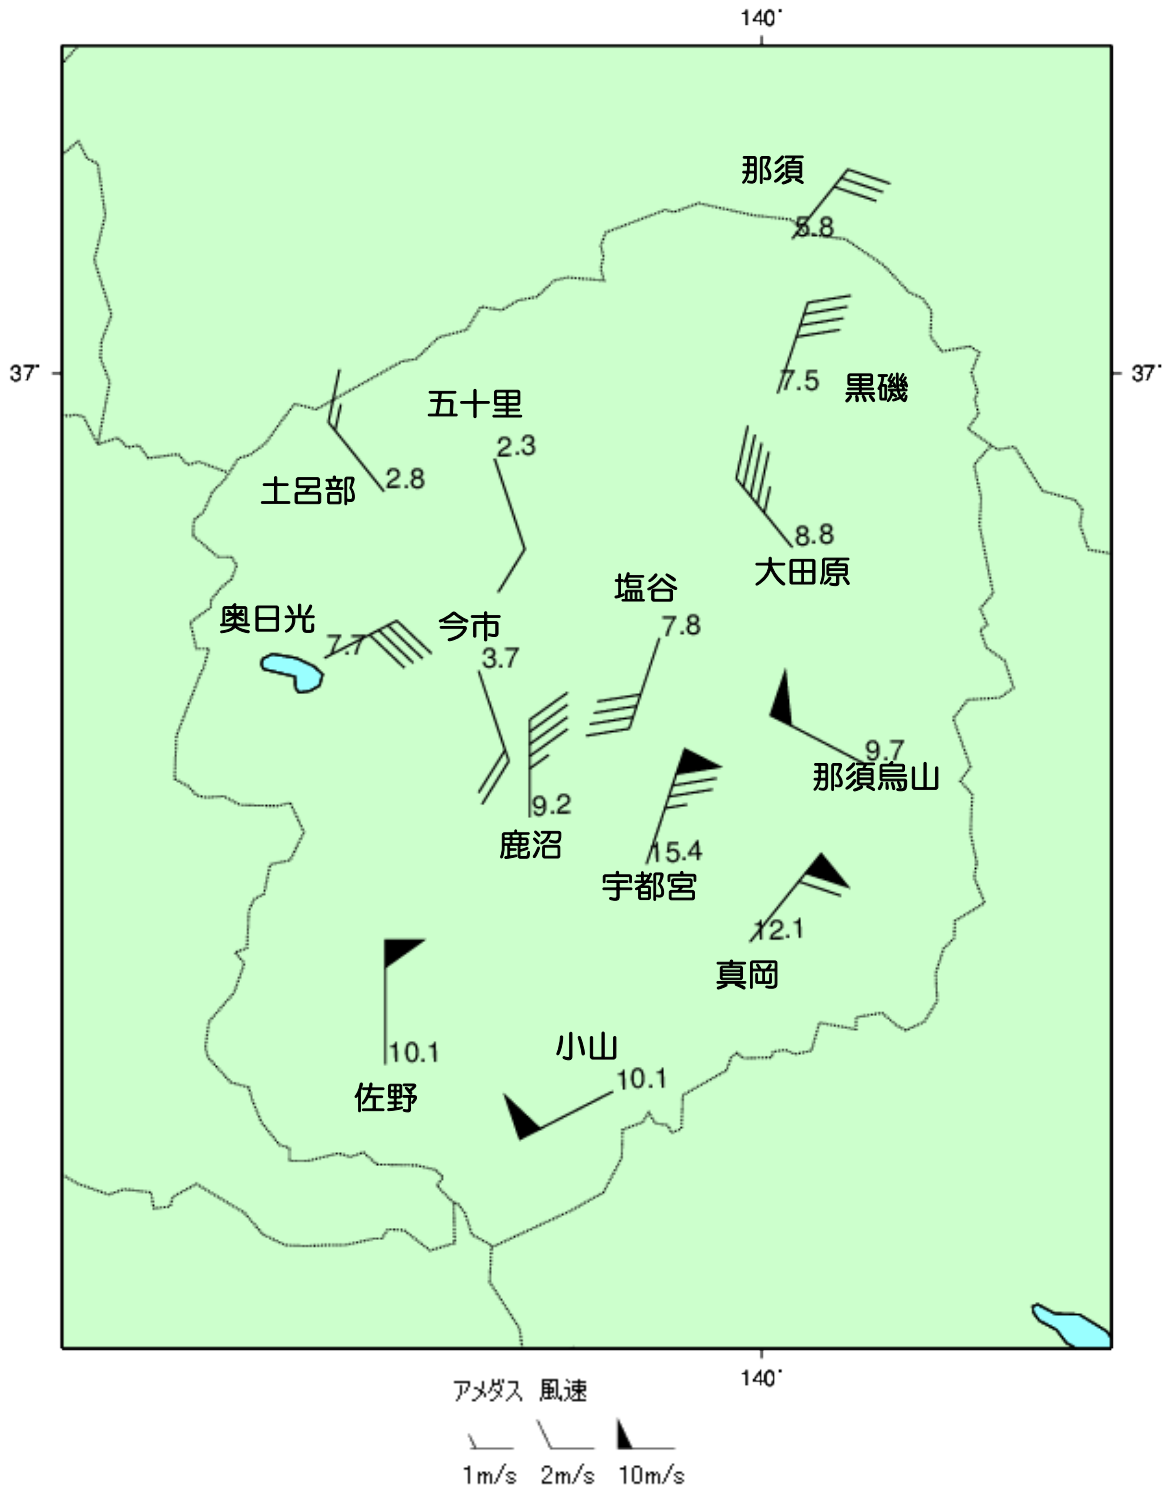 140°
那須
5.8
37°
37°
7.5
黒磯
五十里
2.3
2.8
土呂部
8.8
大田原
塩谷
7.8
奥日光
7.7
今市
3.7
9.7
那須烏山
9.2
鹿沼
15.4
宇都宮
12.1
真岡
10.1
佐野
小山
10.1
140°
アメダス 風速
1m/s 2m/s 10m/s